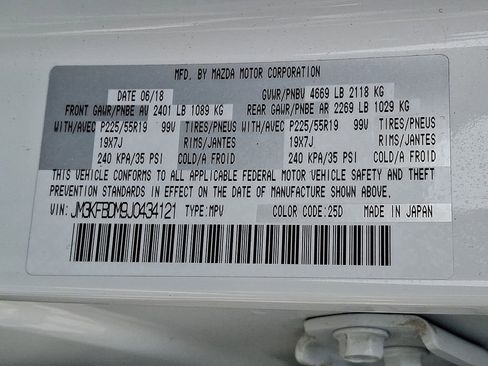 MFD. BY MAZDA MOTOR CORPORATION
DATE 06/18 GVWR/PNBV 4669 LB 2118 KG
FRONT GAWR/PNBE AV 2401 LB 1089 KG REAR GAWR/PNBE AR 2269 LB 1029 KG
WITH/AVEC P225/55R19 99V TIRES/PNEUS WITH/AVEC P225/55R19 99V TIRES/PNEUS
19X7J RIMS/JANTES 19X7J RIMS/JANTES
240 KPA/35 PSI COLD/A FROID 240 KPA/35 PSI COLD/A FROID
THIS VEHICLE CONFORMS TO ALL APPLICABLE FEDERAL MOTOR VEHICLE SAFETY AND THEFT
PREVENTION STANDARDS IN EFFECT ON THE DATE OF MANUFACTURE SHOWN ABOVE.
VIN: JM3KFBDM9J0434121 TYPE: MPV COLOR CODE: 25D MADE IN JAPAN